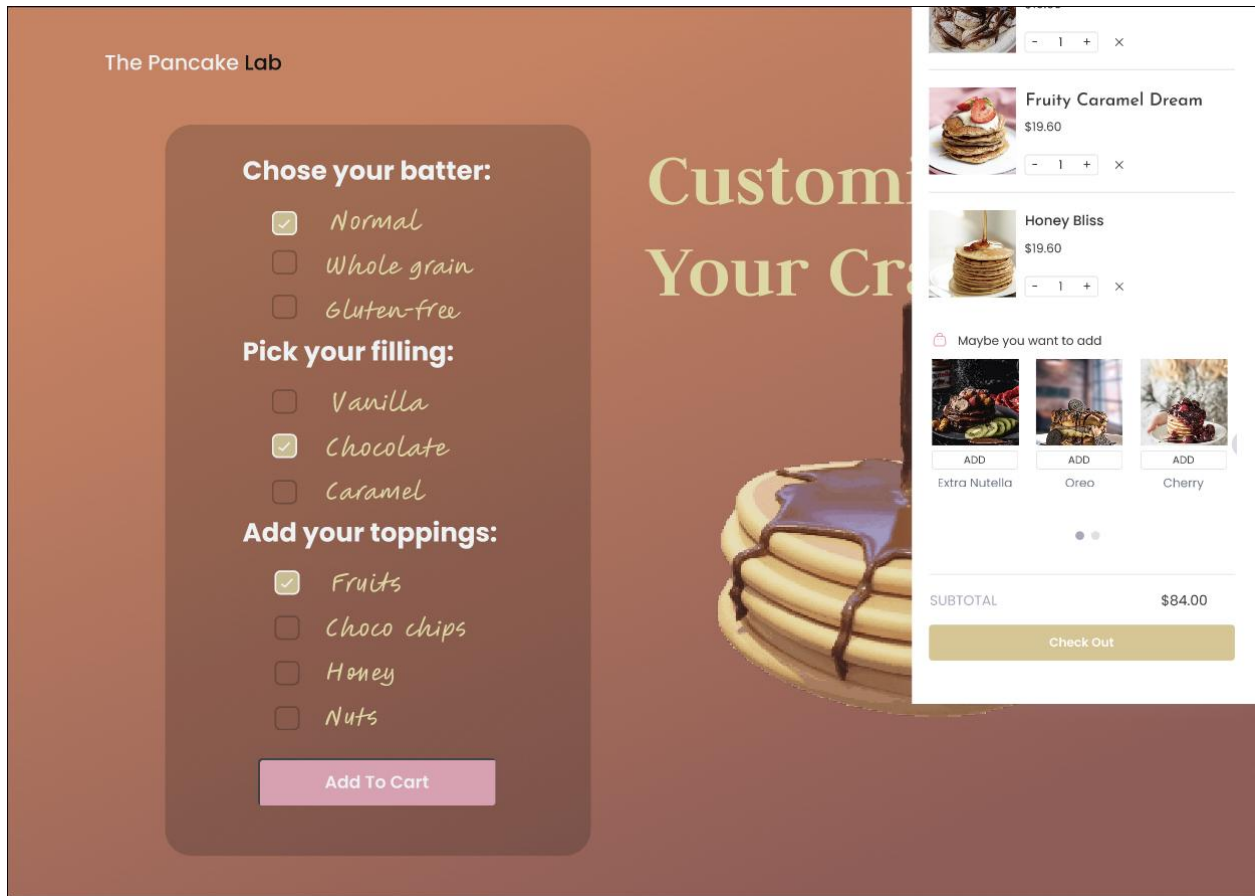 The Pancake Lab
Chose your batter:
Normal
Whole grain
Gluten-free
Pick your filling:
Vanilla
Chocolate
Caramel
Add your toppings:
Fruits
Choco chips
Honey
Nuts
Add To Cart
Customi
Your Cr
- 1 + ×
Fruity Caramel Dream
$19.60
- 1 + ×
Honey Bliss
$19.60
- 1 + ×
Maybe you want to add
ADD ADD ADD
Extra Nutella Oreo Cherry
SUBTOTAL $84.00
Check Out